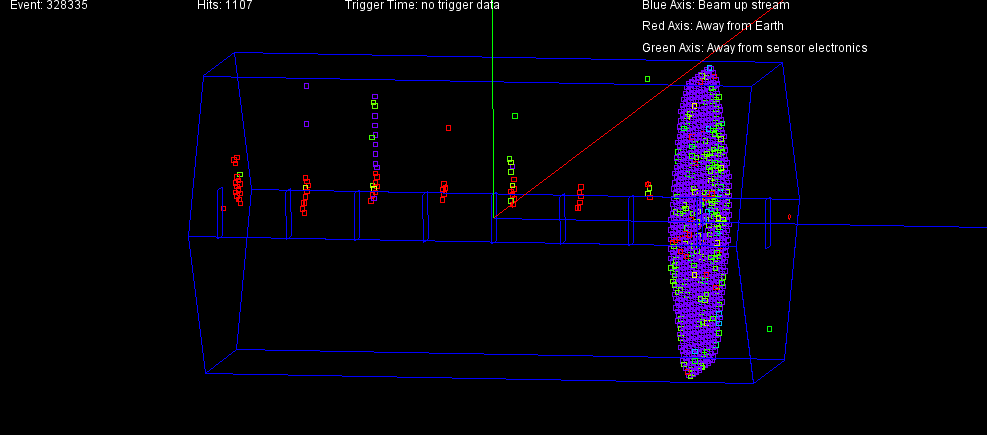 Event: 328335 Hits: 1107 Trigger Time: no trigger data Blue Axis: Beam up stream
Red Axis: Away from Earth
Green Axis: Away from sensor electronics